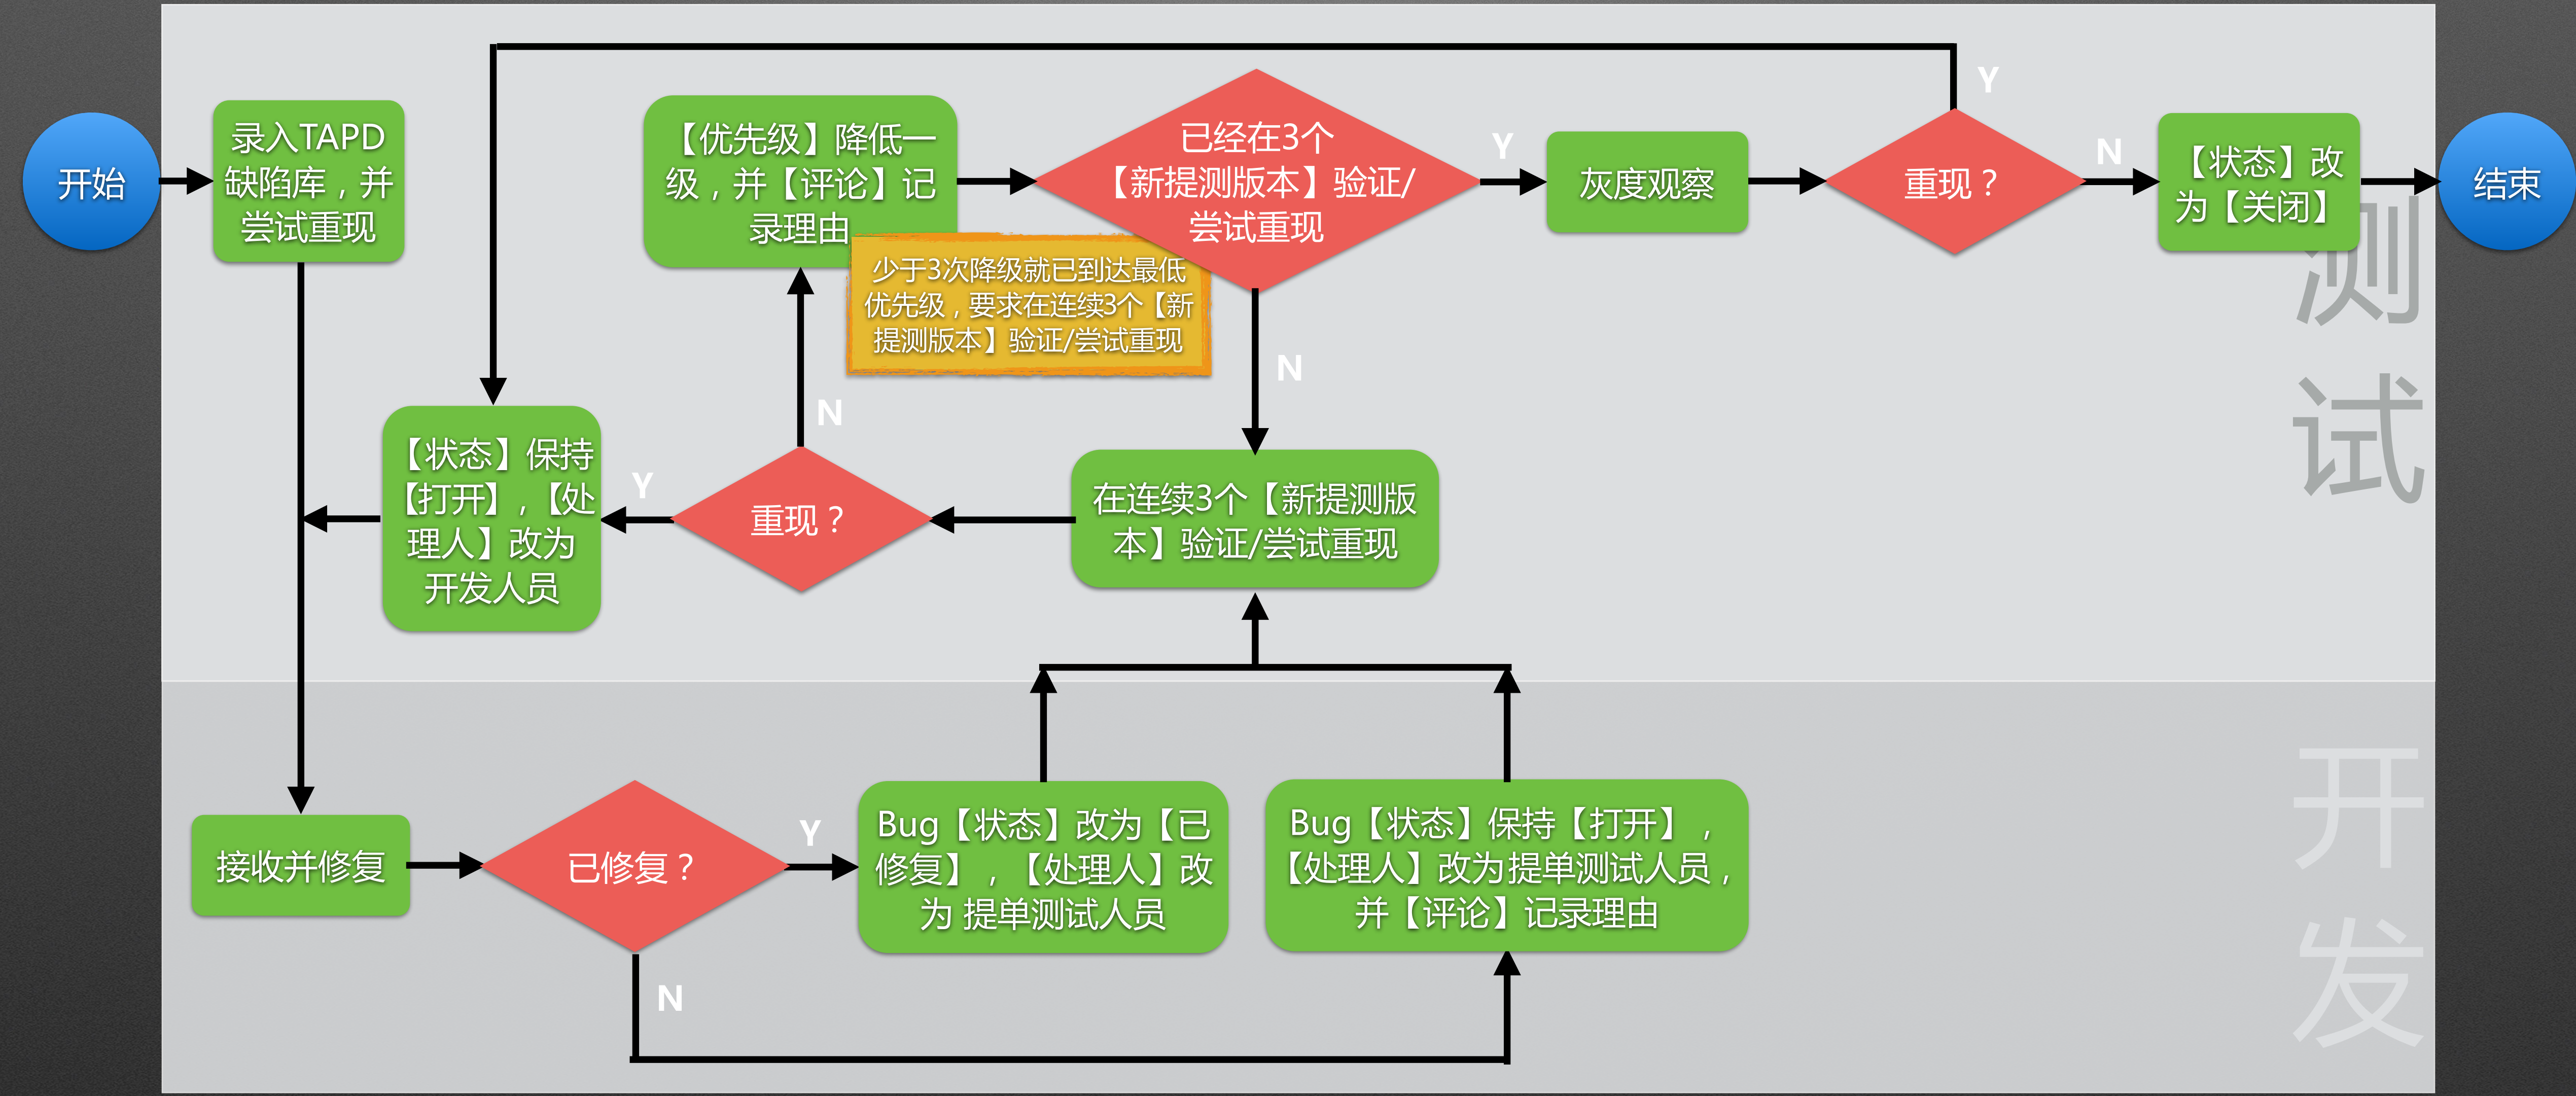 开始
录入TAPD
缺陷库，并
尝试重现
【优先级】降低一
级，并【评论】记
录理由
少于3次降级就已到达最低
优先级，要求在连续3个【新
提测版本】验证/尝试重现
已经在3个
【新提测版本】验证/
尝试重现
Y
灰度观察
重现？
Y
N
【状态】改
为【关闭】
结束
测
试
N
N
【状态】保持
【打开】，【处
理人】改为
开发人员
Y
重现？
在连续3个【新提测版
本】验证/尝试重现
接收并修复
已修复？
Y
N
Bug【状态】改为【已
修复】，【处理人】改
为 提单测试人员
Bug【状态】保持【打开】，
【处理人】改为提单测试人员，
并【评论】记录理由
开
发